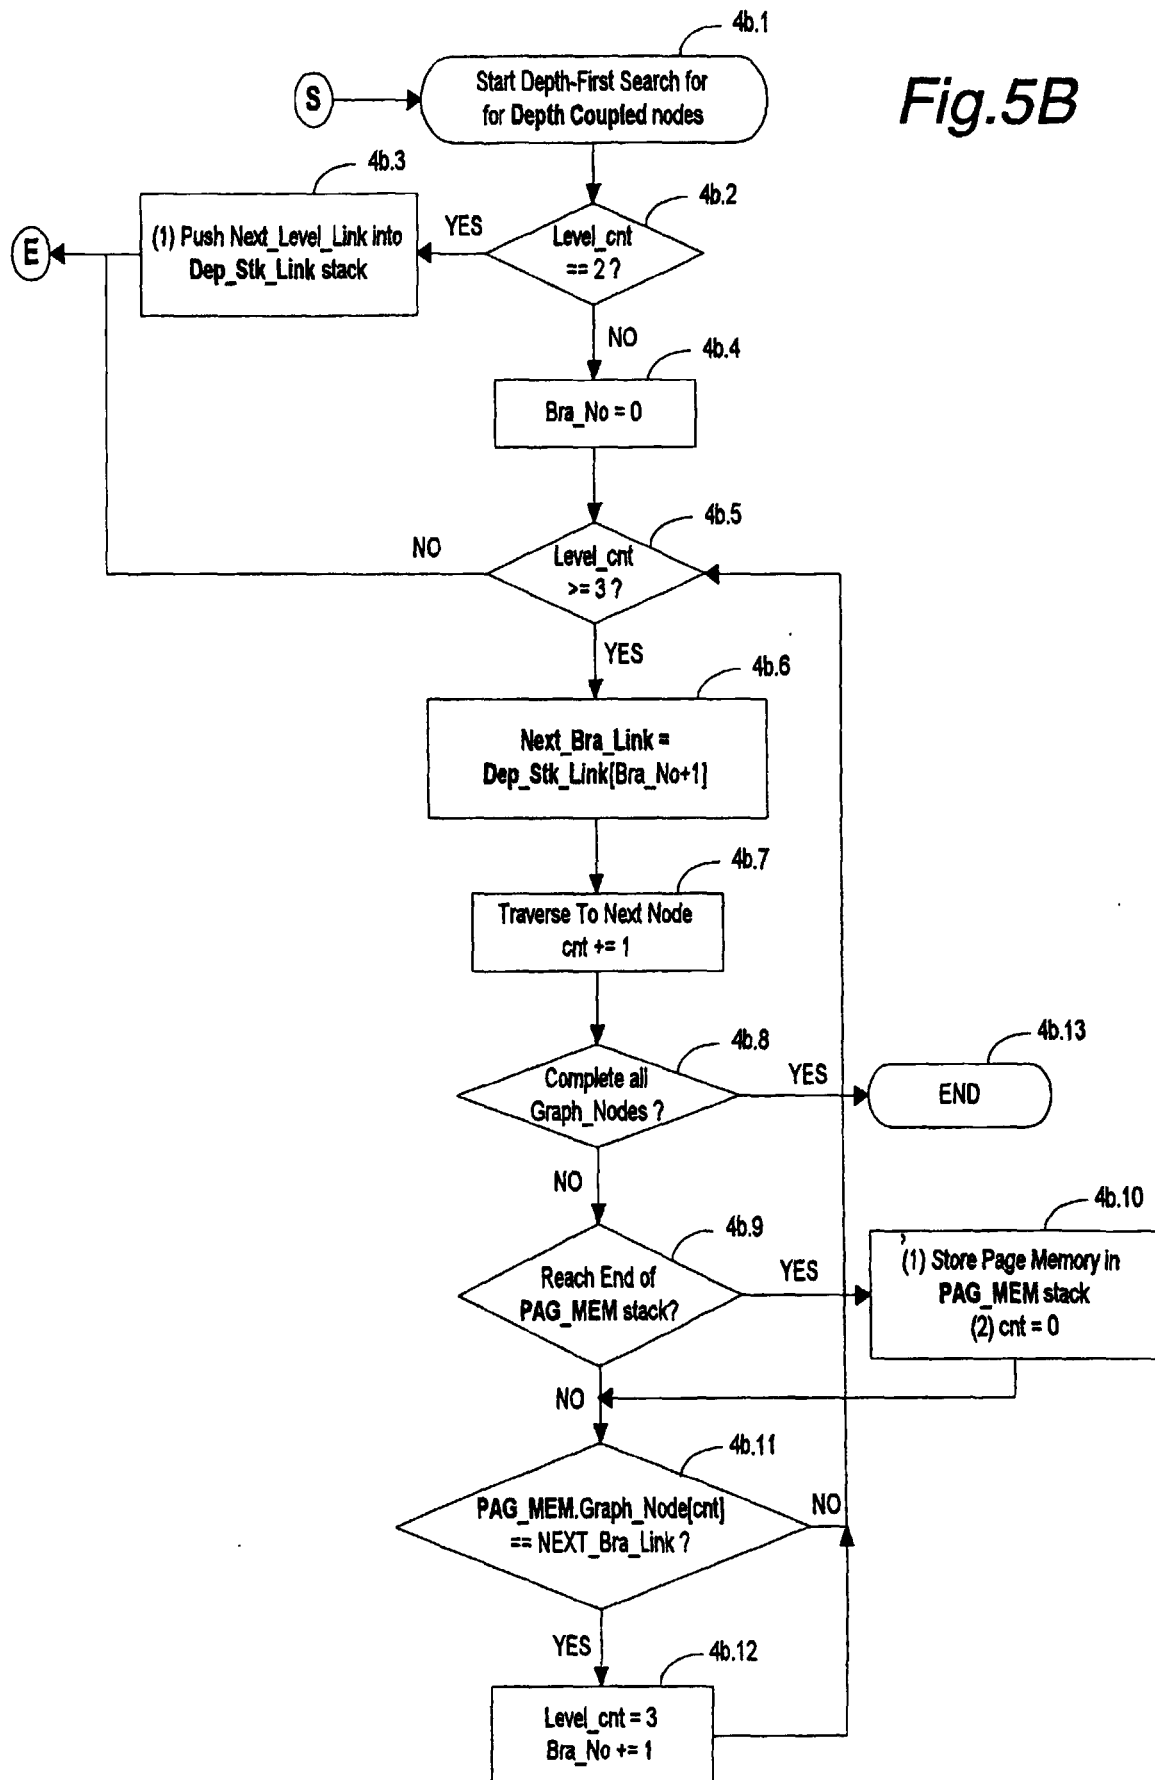 4b.1
Start Depth-First Search for
for Depth Coupled nodes
S
Fig.5B
4b.3
4b.2
(1) Push Next_Level_Link into
Dep_Stk_Link stack
YES
Level_cnt
== 2 ?
E
NO
4b.4
Bra_No = 0
4b.5
NO
Level_cnt
>= 3 ?
YES
4b.6
Next_Bra_Link =
Dep_Stk_Link[Bra_No+1]
4b.7
Traverse To Next Node
cnt += 1
4b.8
4b.13
Complete all
Graph_Nodes ?
YES
END
NO
4b.10
4b.9
(1) Store Page Memory in
PAG_MEM stack
(2) cnt = 0
Reach End of
PAG_MEM stack?
YES
NO
4b.11
PAG_MEM.Graph_Node[cnt]
== NEXT_Bra_Link ?
NO
YES
4b.12
Level_cnt = 3
Bra_No += 1